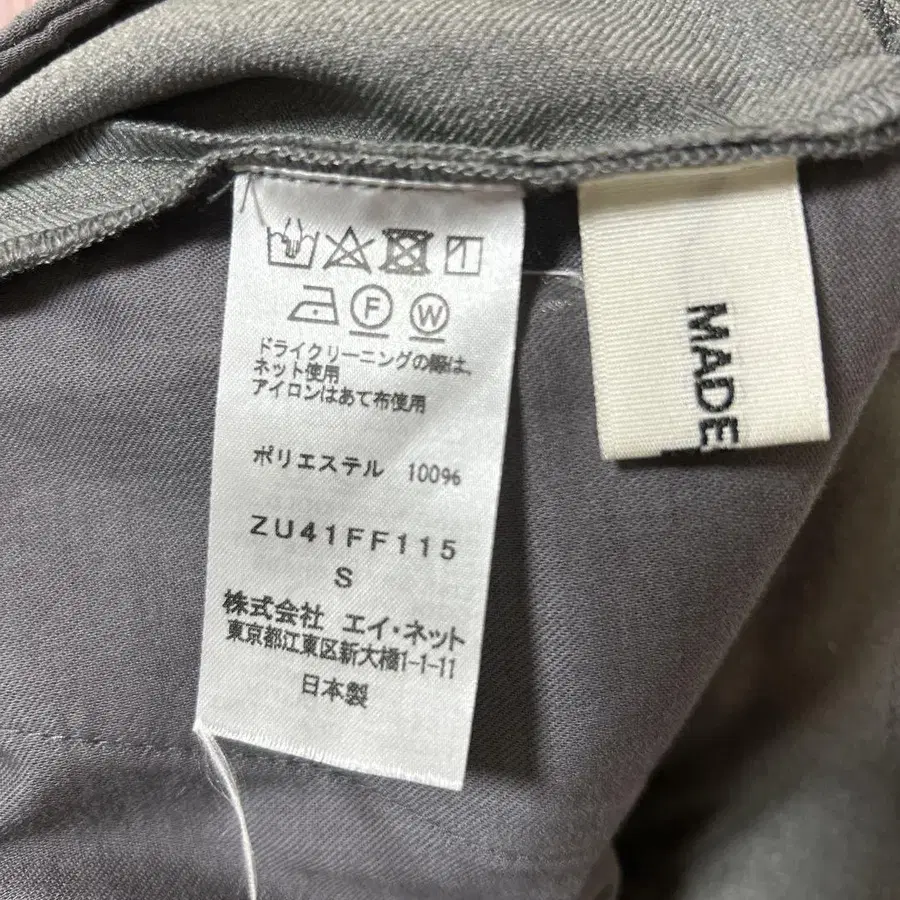 F W
ドライクリーニングの際は、
ネット使用
アイロンはあて布使用
ポリエステル 100%
ZU41FF115
S
株式会社 エイ・ネット
東京都江東区新大橋1-1-11
日本製
MADE